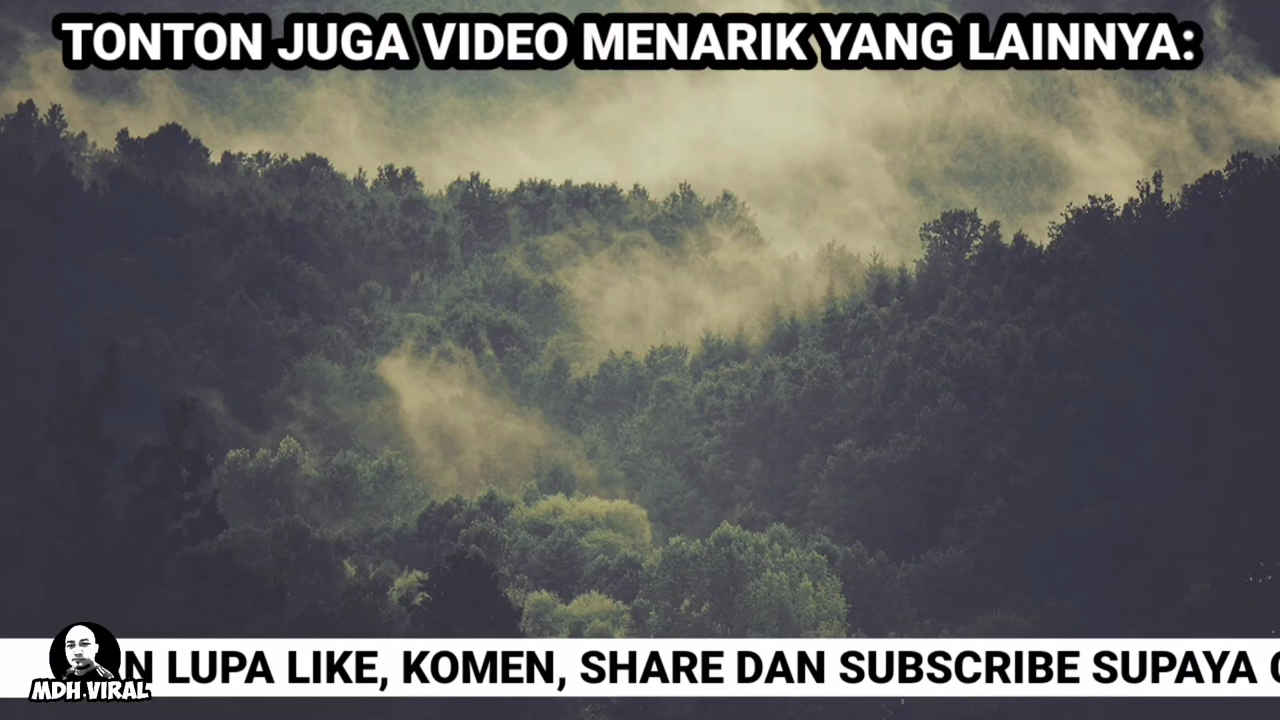 TONTON JUGA VIDEO MENARIK YANG LAINNYA:
N LUPA LIKE, KOMEN, SHARE DAN SUBSCRIBE SUPAYA
MDH VIRAL